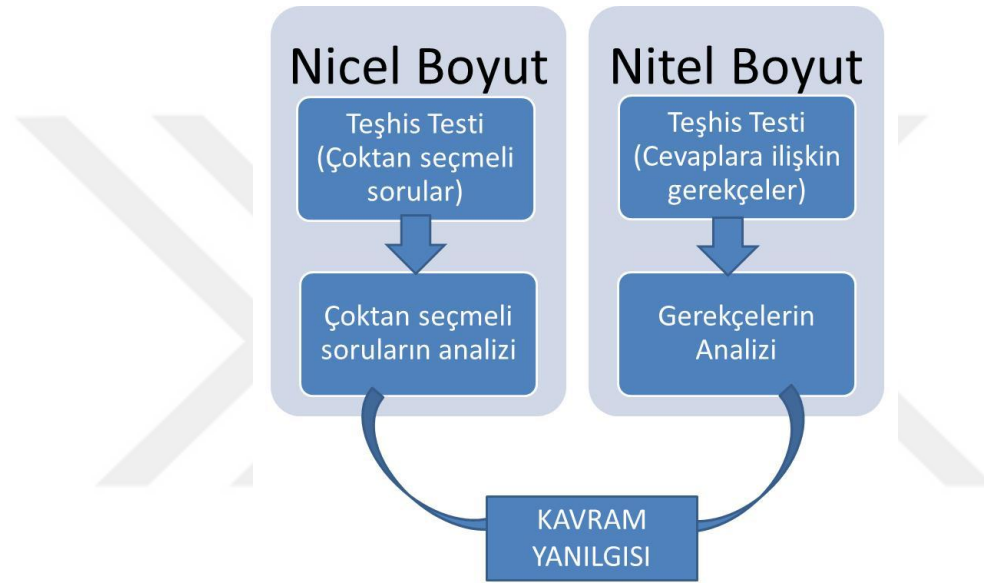 Nicel Boyut
Teşhis Testi
(Çoktan seçmeli
sorular)
Çoktan seçmeli
soruların analizi
Nitel Boyut
Teşhis Testi
(Cevaplara ilişkin
gerekçeler)
Gerekçelerin
Analizi
KAVRAM
YANILGISI